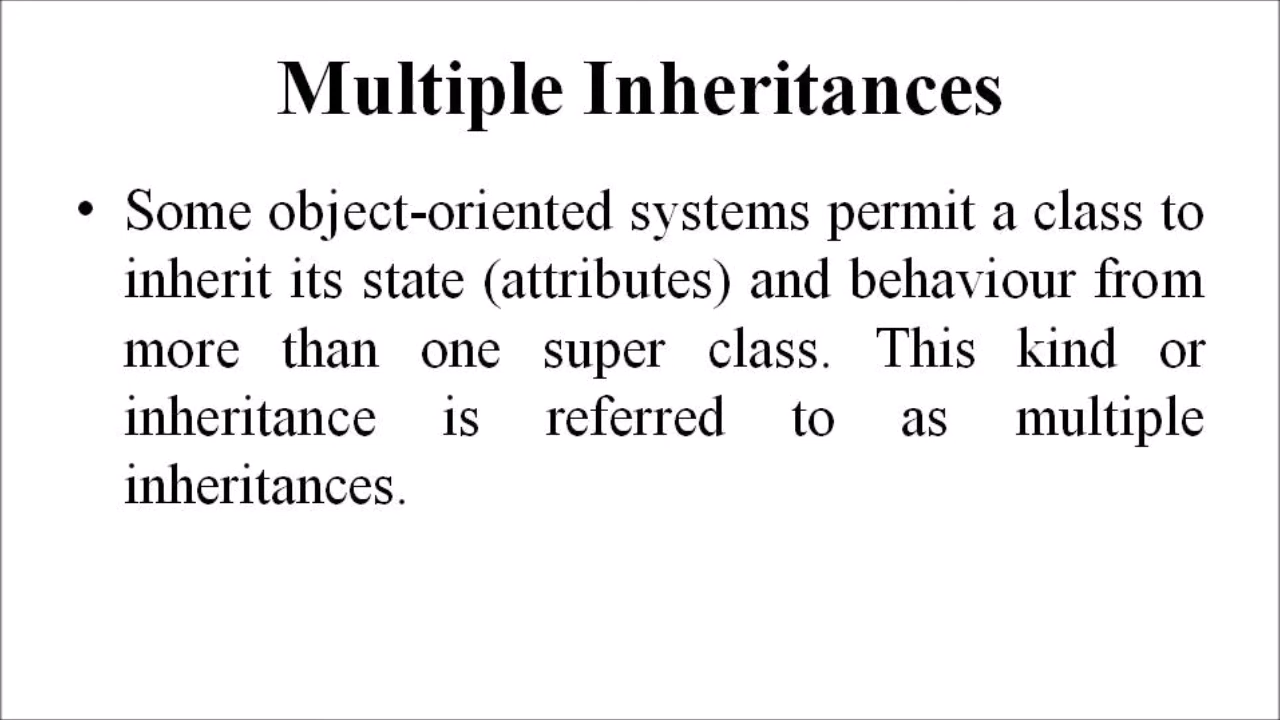 Multiple Inheritances
• Some object-oriented systems permit a class to
inherit its state (attributes) and behaviour from
more than one super class. This kind or
inheritance is referred to as multiple
inheritances.